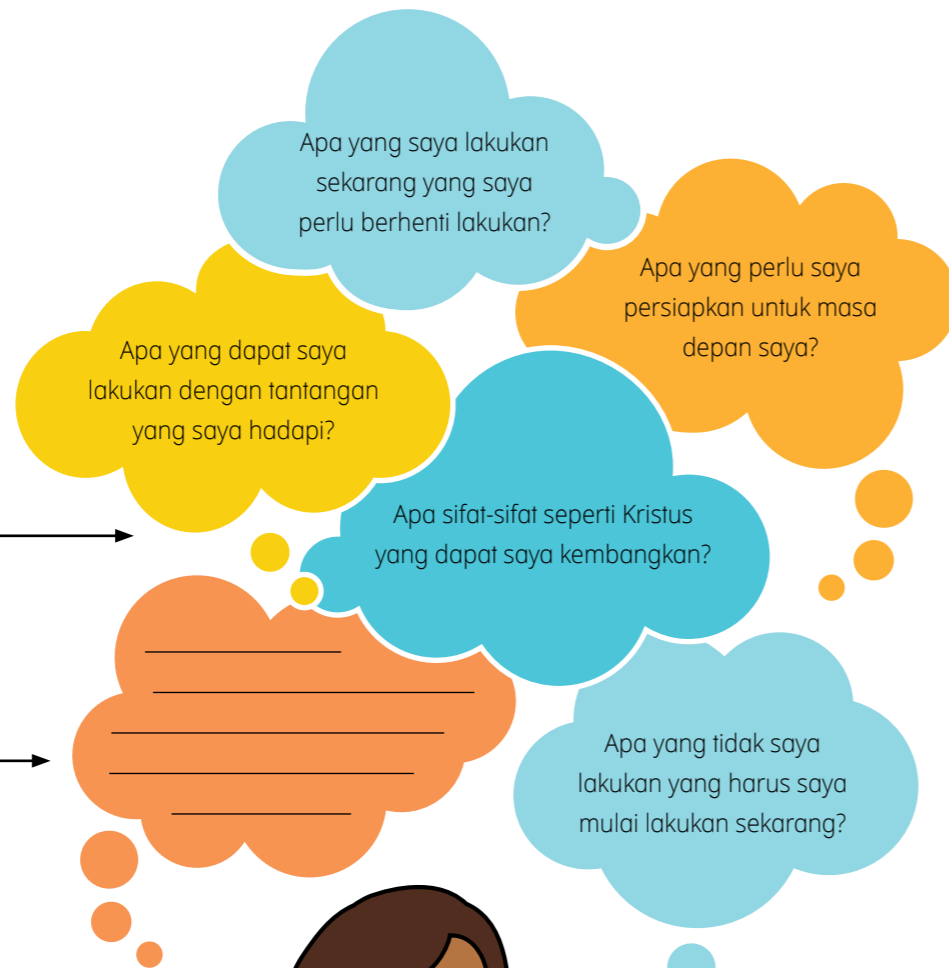 Apa yang saya lakukan
sekarang yang saya
perlu berhenti lakukan?
Apa yang perlu saya
persiapkan untuk masa
depan saya?
Apa yang dapat saya
lakukan dengan tantangan
yang saya hadapi?
Apa sifat-sifat seperti Kristus
yang dapat saya kembangkan?
Apa yang tidak saya
lakukan yang harus saya
mulai lakukan sekarang?